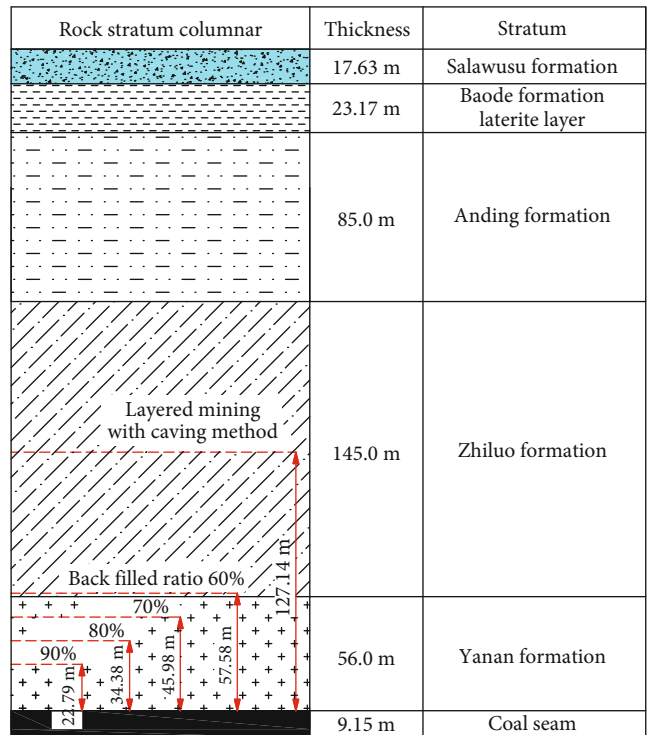 Rock stratum columnar
Thickness
Stratum
17.63 m
Salawusu formation
23.17 m
Baode formation
laterite layer
85.0 m
Anding formation
Layered mining
with caving method
145.0 m
Zhiluo formation
127.14 m
Back filled ratio 60%
70%
80%
90%
22.79 m
34.38 m
45.98 m
57.58 m
56.0 m
Yanan formation
9.15 m
Coal seam